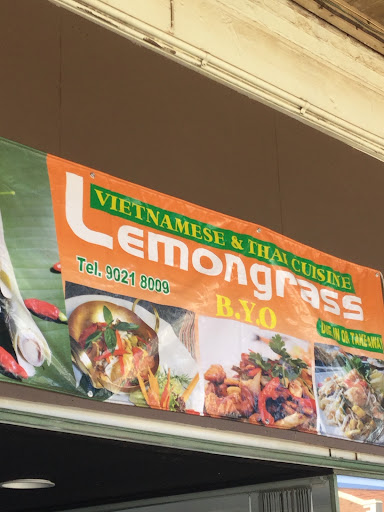 VIETNAMESE & THAI CUISINE
Lemongrass
Tel. 9021 8009
B.Y.O
DINE IN OR TAKEAWAY